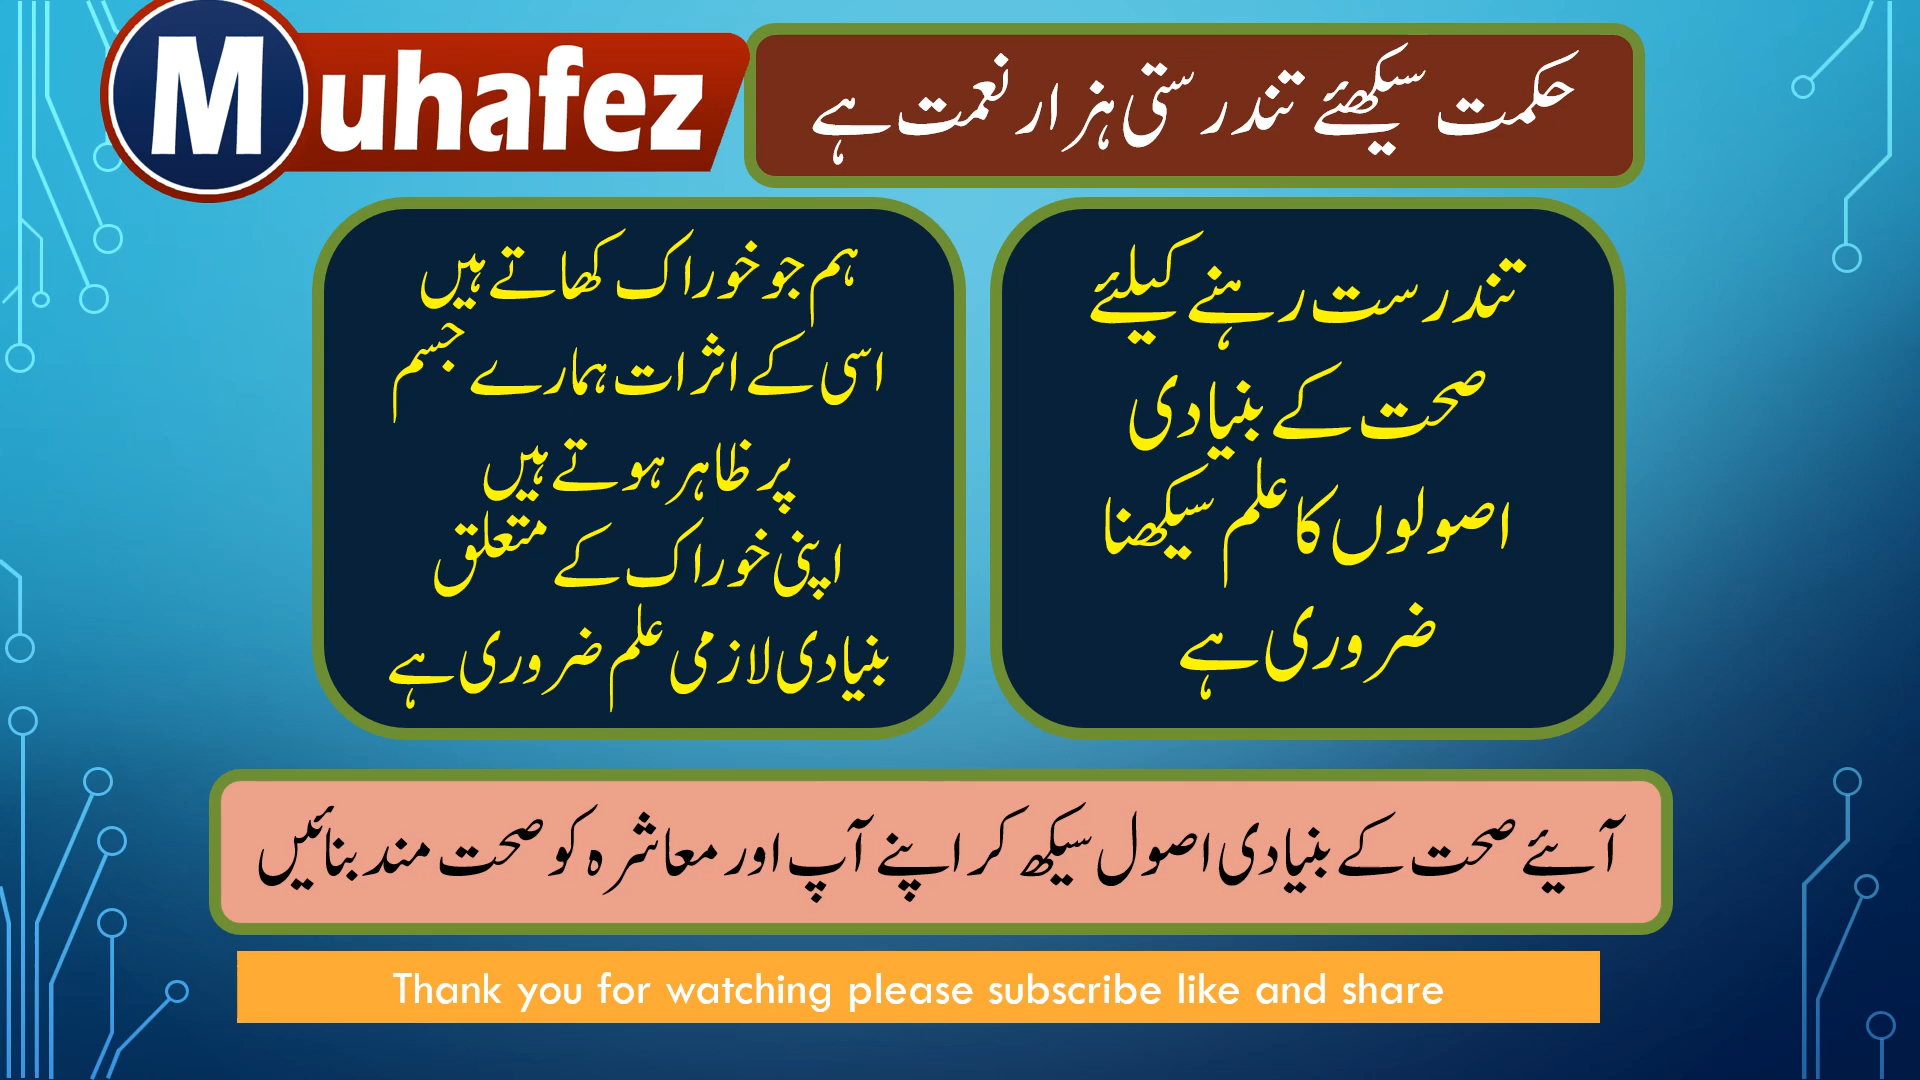 Muhafez
حکمت سیکھئے تندرستی ہزار نعمت ہے
تندرست رہنے کیلئے
صحت کے بنیادی
اصولوں کا علم سیکھنا
ضروری ہے
ہم جو خوراک کھاتے ہیں
اسی کے اثرات ہمارے جسم
پر ظاہر ہوتے ہیں
اپنی خوراک کے متعلق
بنیادی لازمی علم ضروری ہے
آیئے صحت کے بنیادی اصول سیکھ کر اپنے آپ اور معاشرہ کو صحت مند بنائیں
Thank you for watching please subscribe like and share